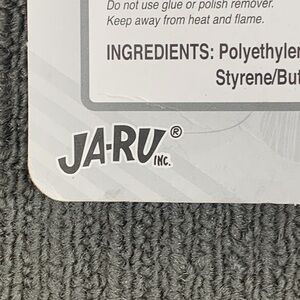 Do not use glue or polish remover.
Keep away from heat and flame.
INGREDIENTS: Polyethylen
Styrene/But
JA-RU® INC.